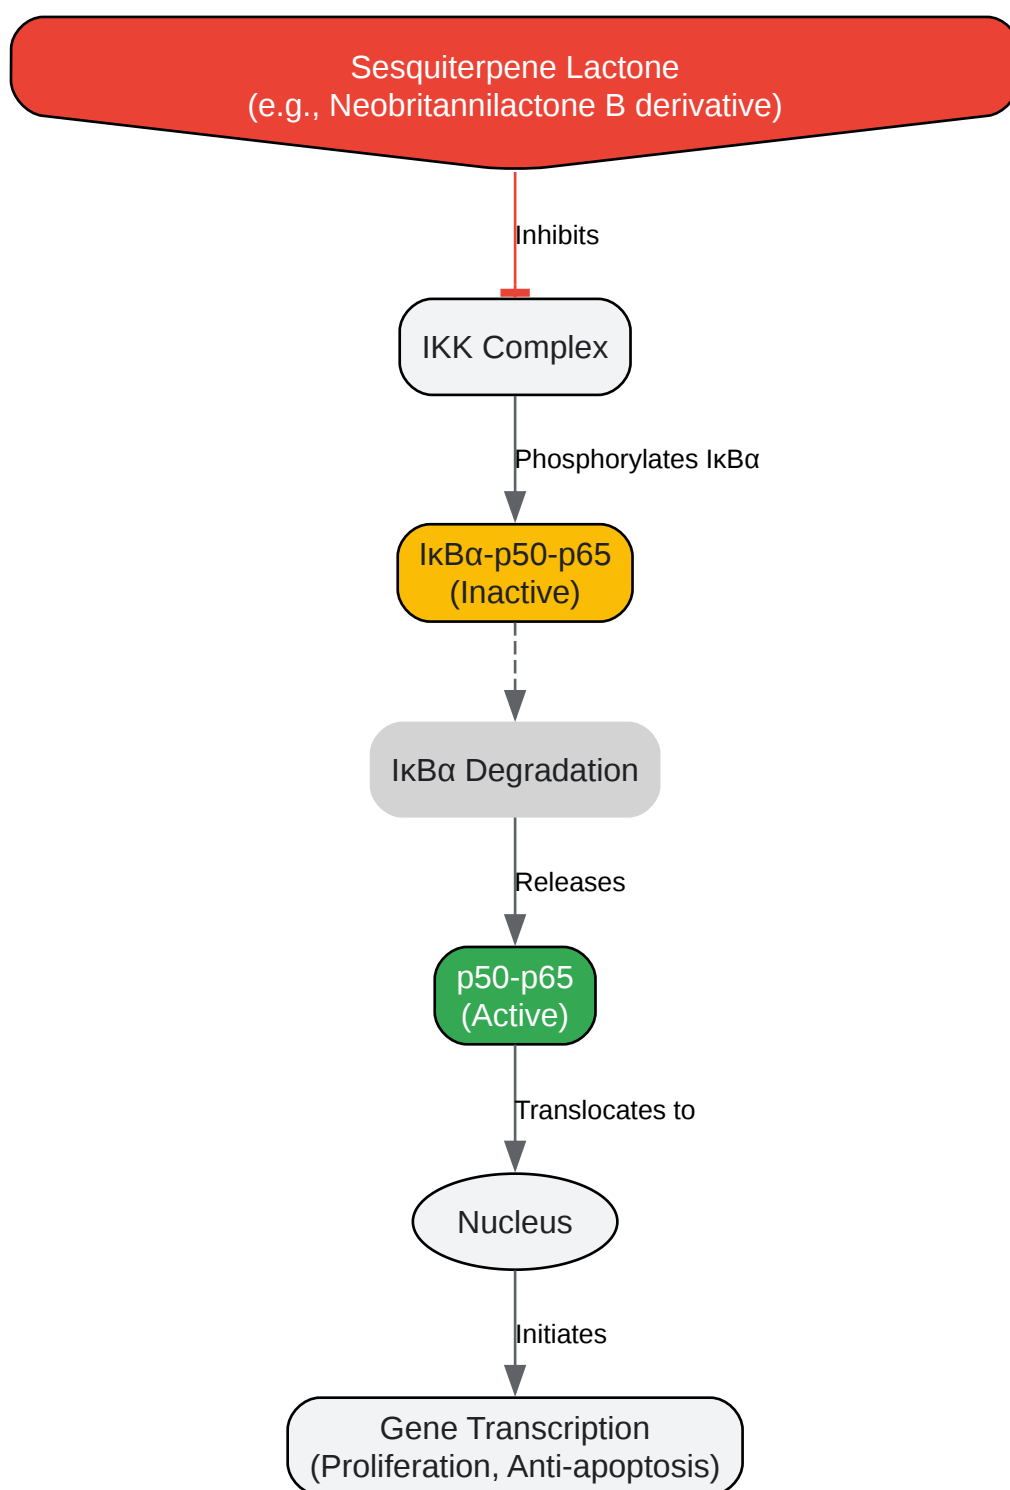 Sesquiterpene Lactone
(e.g., Neobritannilactone B derivative)
Inhibits
IKK Complex
Phosphorylates IκBα
IκBα-p50-p65
(Inactive)
IκBα Degradation
Releases
p50-p65
(Active)
Translocates to
Nucleus
Initiates
Gene Transcription
(Proliferation, Anti-apoptosis)